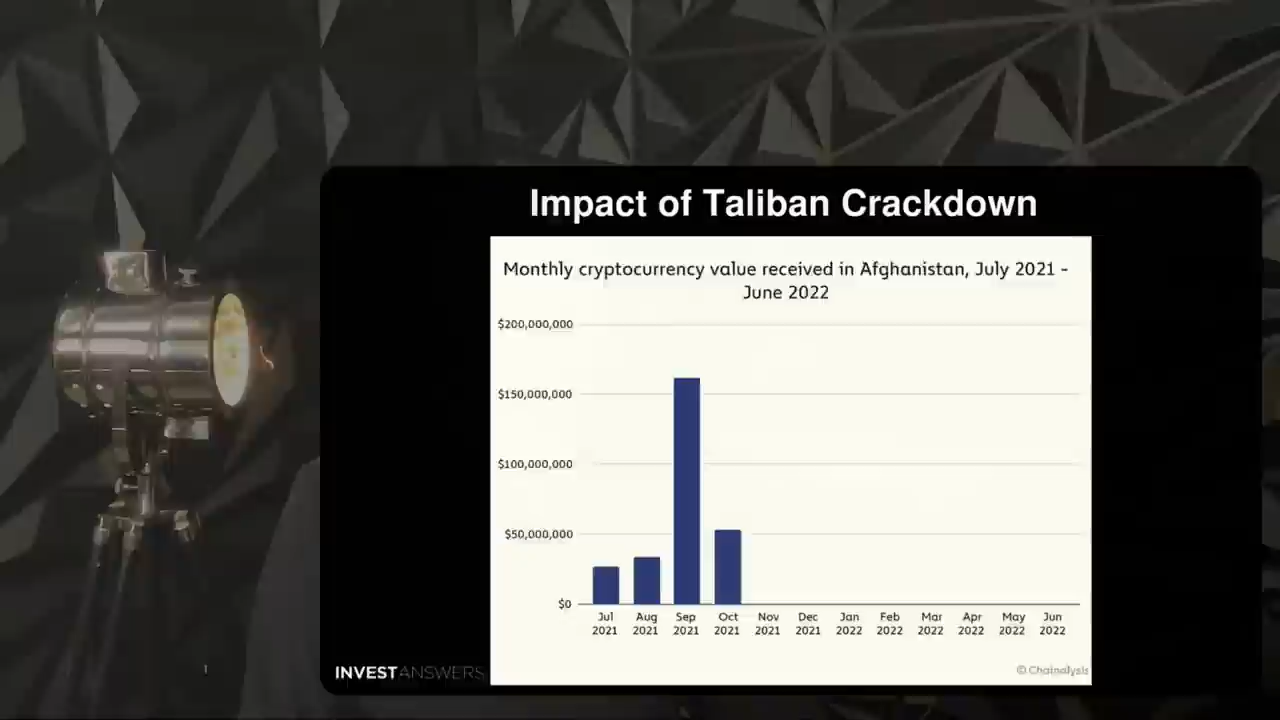 Impact of Taliban Crackdown
Monthly cryptocurrency value received in Afghanistan, July 2021 -
June 2022
$200,000,000
$150,000,000
$100,000,000
$50,000,000
$0
Jul Aug Sep Oct Nov Dec Jan Feb Mar Apr May Jun
2021 2021 2021 2021 2021 2021 2022 2022 2022 2022 2022 2022
© Chainalysis
INVESTANSWERS